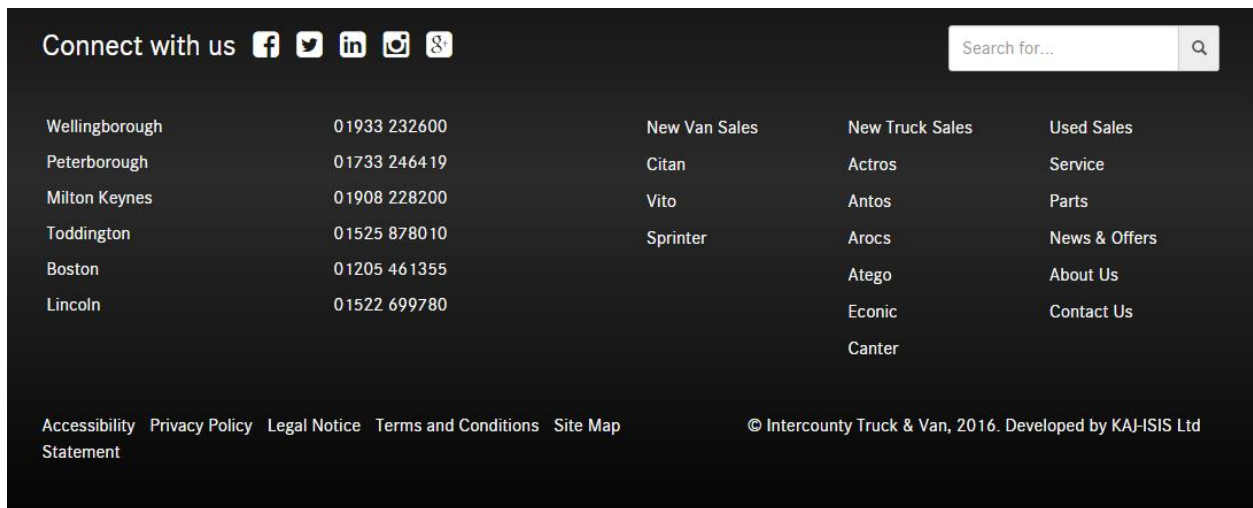 Connect with us
Search for...
Wellingborough 01933 232600
Peterborough 01733 246419
Milton Keynes 01908 228200
Toddington 01525 878010
Boston 01205 461355
Lincoln 01522 699780
New Van Sales
Citan
Vito
Sprinter
New Truck Sales
Actros
Antos
Arocs
Atego
Econic
Canter
Used Sales
Service
Parts
News & Offers
About Us
Contact Us
Accessibility Statement
Privacy Policy
Legal Notice
Terms and Conditions
Site Map
© Intercounty Truck & Van, 2016. Developed by KAJ-ISIS Ltd